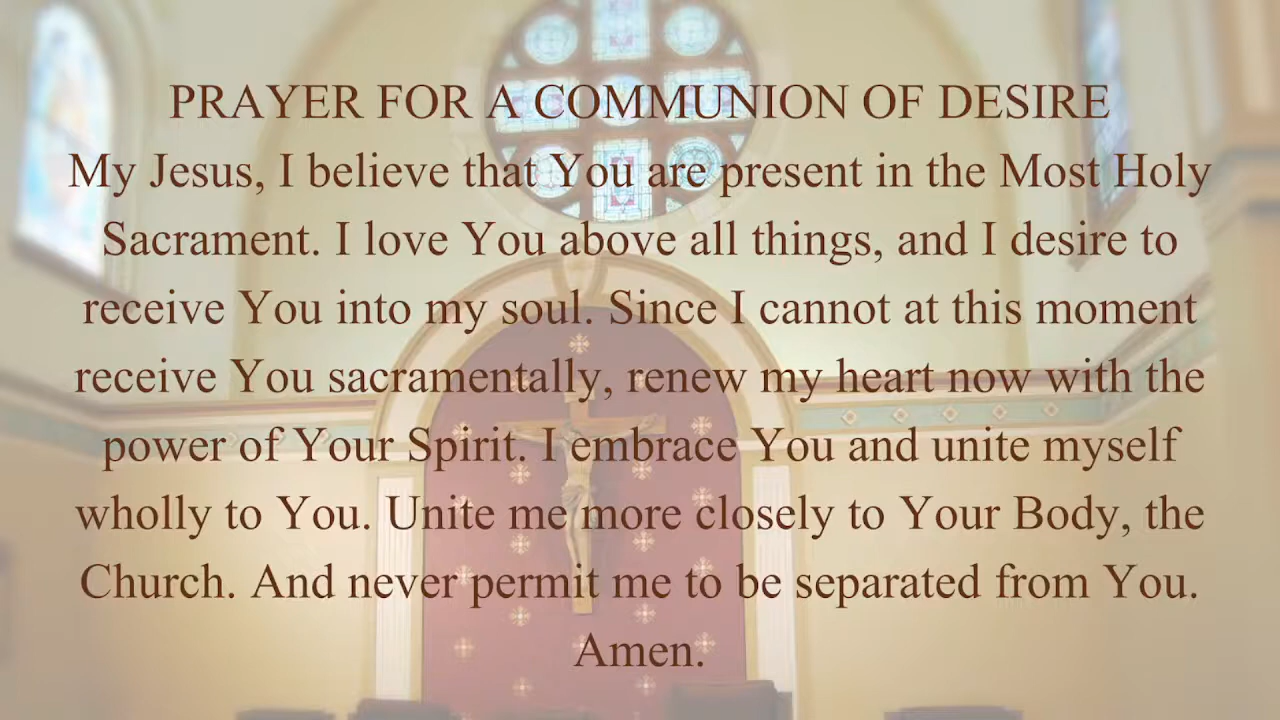 PRAYER FOR A COMMUNION OF DESIRE
My Jesus, I believe that You are present in the Most Holy
Sacrament. I love You above all things, and I desire to
receive You into my soul. Since I cannot at this moment
receive You sacramentally, renew my heart now with the
power of Your Spirit. I embrace You and unite myself
wholly to You. Unite me more closely to Your Body, the
Church. And never permit me to be separated from You.
Amen.